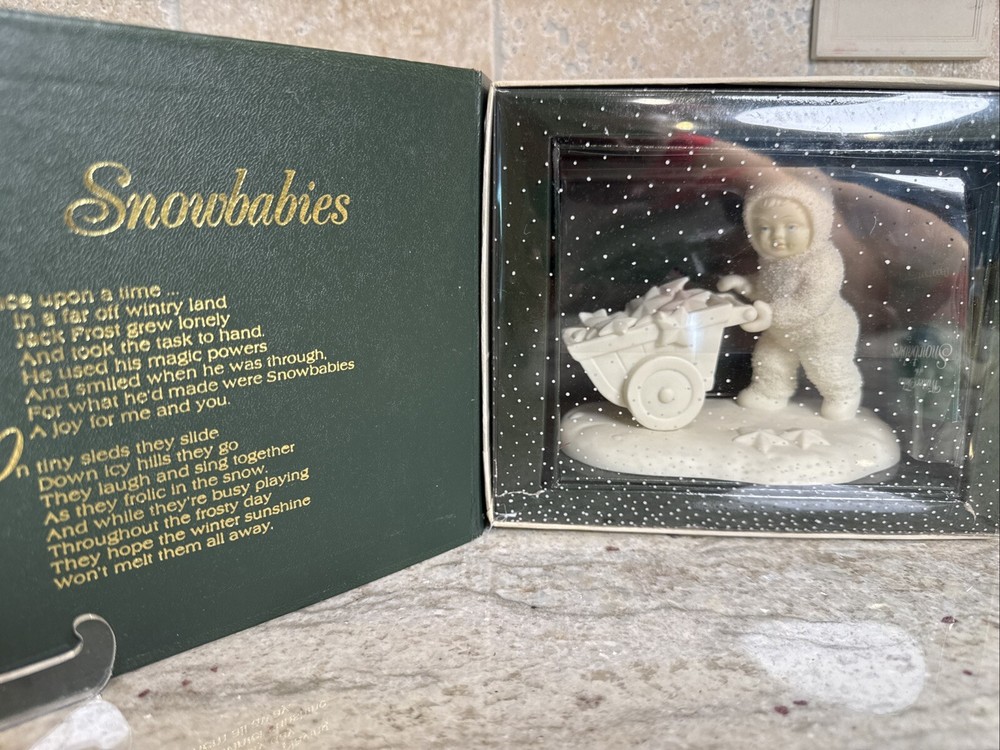 Snowbabies
ce upon a time ...
In a far off wintry land
Jack Frost grew lonely
And took the task to hand.
He used his magic powers
And smiled when he was through,
For what he'd made were Snowbabies
A joy for me and you.
On tiny sleds they slide
Down icy hills they go
They laugh and sing together
As they frolic in the snow.
And while they're busy playing
Throughout the frosty day
They hope the winter sunshine
Won't melt them all away.